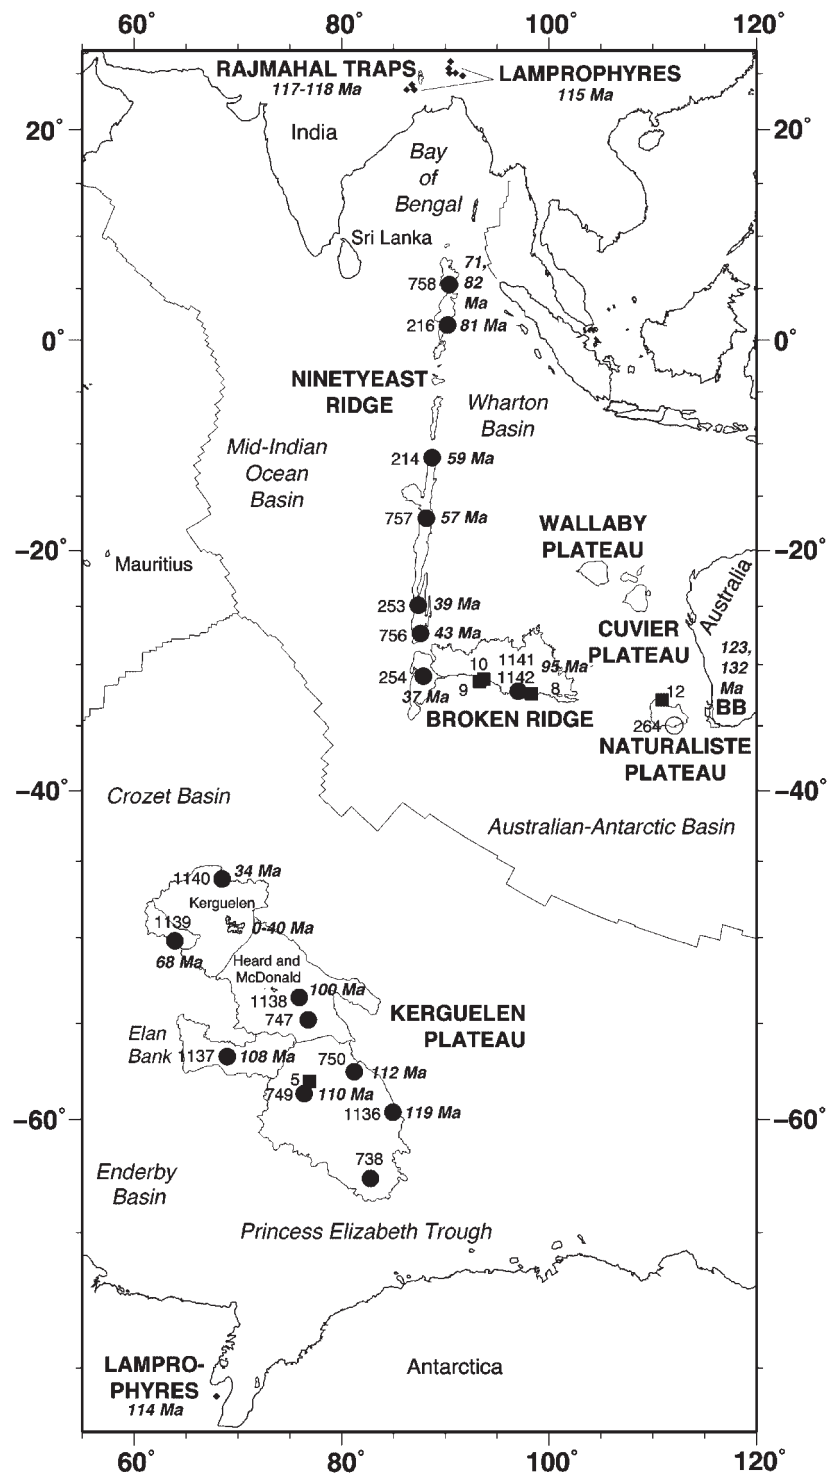 60˚ 80˚ 100˚ 120˚
RAJMAHAL TRAPS
117-118 Ma
LAMPROPHYRES
115 Ma
20˚ 20˚
India
Bay
of
Bengal
Sri Lanka
71,
758 82
Ma
216 81 Ma
0˚ 0˚
NINETYEAST
RIDGE
Wharton
Basin
Mid-Indian
Ocean
Basin
214 59 Ma
757 57 Ma
WALLABY
PLATEAU
−20˚ −20˚
Mauritius
Australia
253 39 Ma
756 43 Ma
CUVIER
PLATEAU
123,
132
Ma
BB
10 1141 95 Ma
254 1142
37 Ma 9 8
12
BROKEN RIDGE
264
NATURALISTE
PLATEAU
−40˚ −40˚
Crozet Basin
Australian-Antarctic Basin
1140 34 Ma
Kerguelen
1139 0-40 Ma
68 Ma
Heard and
McDonald
1138 100 Ma
747
KERGUELEN
PLATEAU
Elan
Bank 1137 108 Ma
750 112 Ma
5
749 110 Ma
1136 119 Ma
−60˚ −60˚
738
Enderby
Basin
Princess Elizabeth Trough
LAMPRO-
PHYRES
114 Ma
Antarctica
60˚ 80˚ 100˚ 120˚